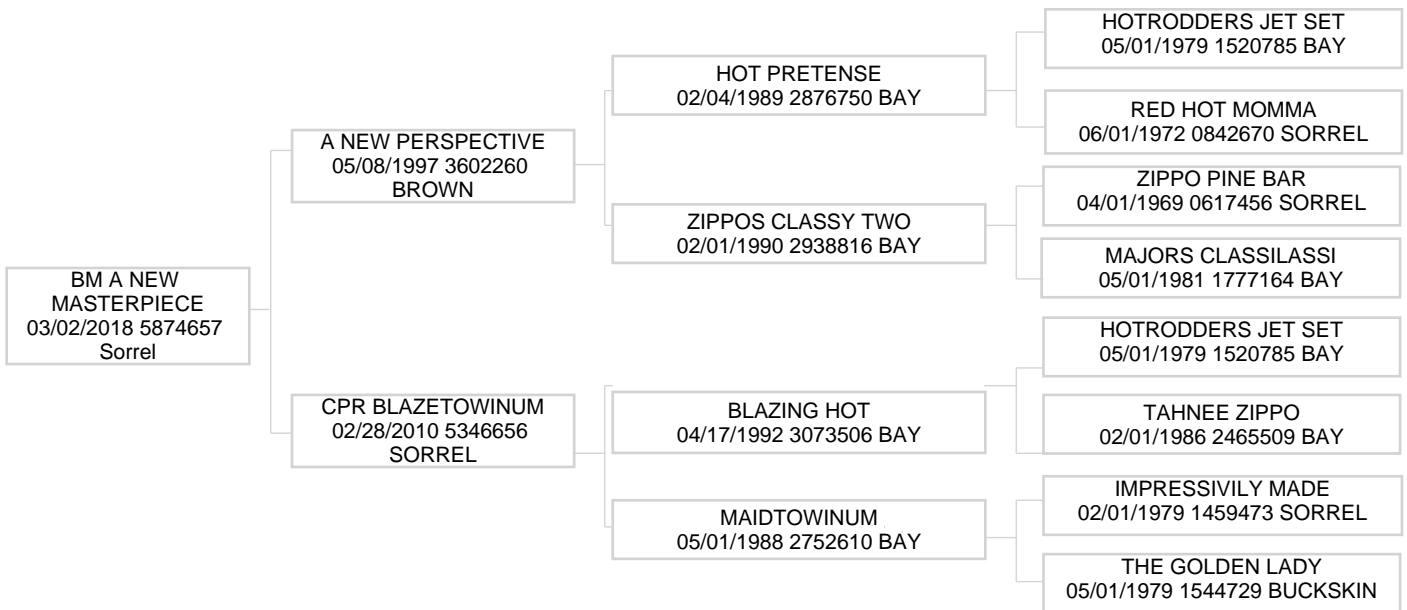 BM A NEW
MASTERPIECE
03/02/2018 5874657
Sorrel
A NEW PERSPECTIVE
05/08/1997 3602260
BROWN
CPR BLAZETOWINUM
02/28/2010 5346656
SORREL
HOT PRETENSE
02/04/1989 2876750 BAY
ZIPPOS CLASSY TWO
02/01/1990 2938816 BAY
BLAZING HOT
04/17/1992 3073506 BAY
MAIDTOWINUM
05/01/1988 2752610 BAY
HOTRODDERS JET SET
05/01/1979 1520785 BAY
RED HOT MOMMA
06/01/1972 0842670 SORREL
ZIPPO PINE BAR
04/01/1969 0617456 SORREL
MAJORS CLASSILASSI
05/01/1981 1777164 BAY
HOTRODDERS JET SET
05/01/1979 1520785 BAY
TAHNEE ZIPPO
02/01/1986 2465509 BAY
IMPRESSIVILY MADE
02/01/1979 1459473 SORREL
THE GOLDEN LADY
05/01/1979 1544729 BUCKSKIN